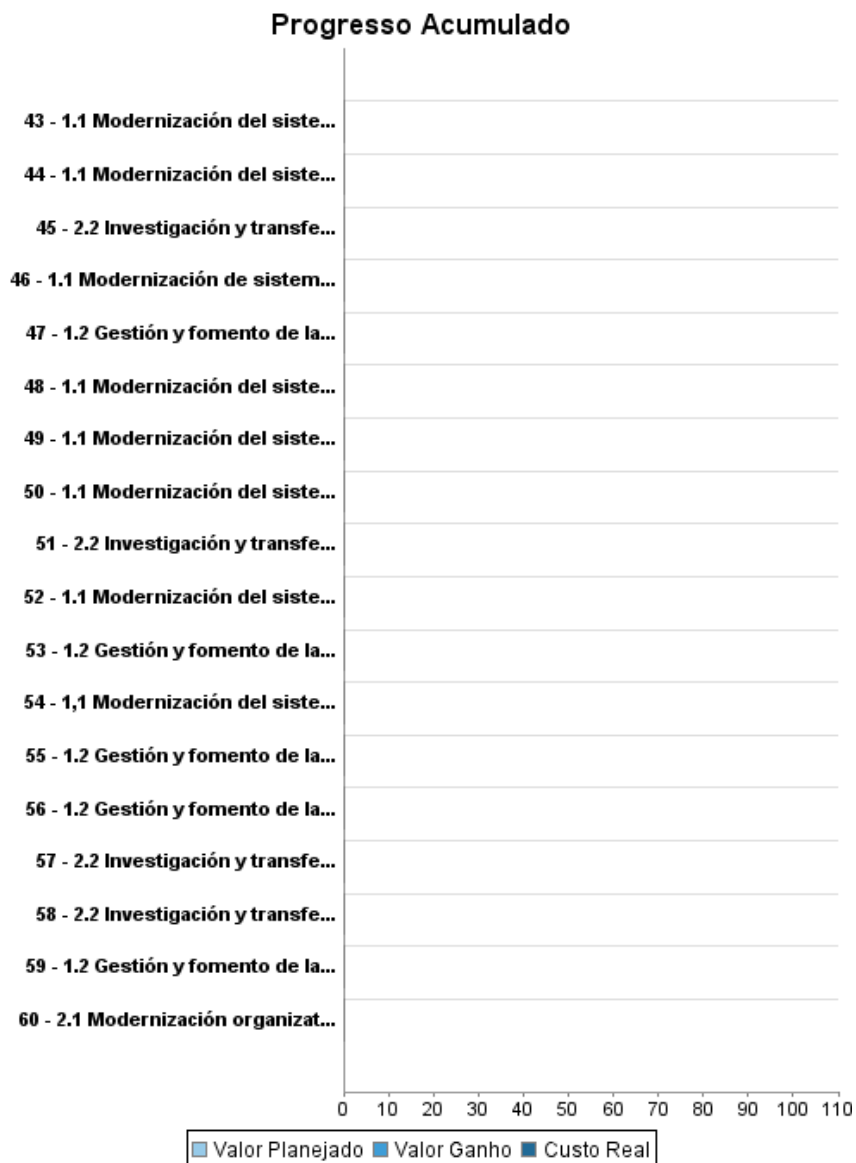 Progresso Acumulado
43 - 1.1 Modernización del siste...
44 - 1.1 Modernización del siste...
45 - 2.2 Investigación y transfe...
46 - 1.1 Modernización de sistem...
47 - 1.2 Gestión y fomento de la...
48 - 1.1 Modernización del siste...
49 - 1.1 Modernización del siste...
50 - 1.1 Modernización del siste...
51 - 2.2 Investigación y transfe...
52 - 1.1 Modernización del siste...
53 - 1.2 Gestión y fomento de la...
54 - 1,1 Modernización del siste...
55 - 1.2 Gestión y fomento de la...
56 - 1.2 Gestión y fomento de la...
57 - 2.2 Investigación y transfe...
58 - 2.2 Investigación y transfe...
59 - 1.2 Gestión y fomento de la...
60 - 2.1 Modernización organizat...
0 10 20 30 40 50 60 70 80 90 100 110
Valor Planejado Valor Ganho Custo Real